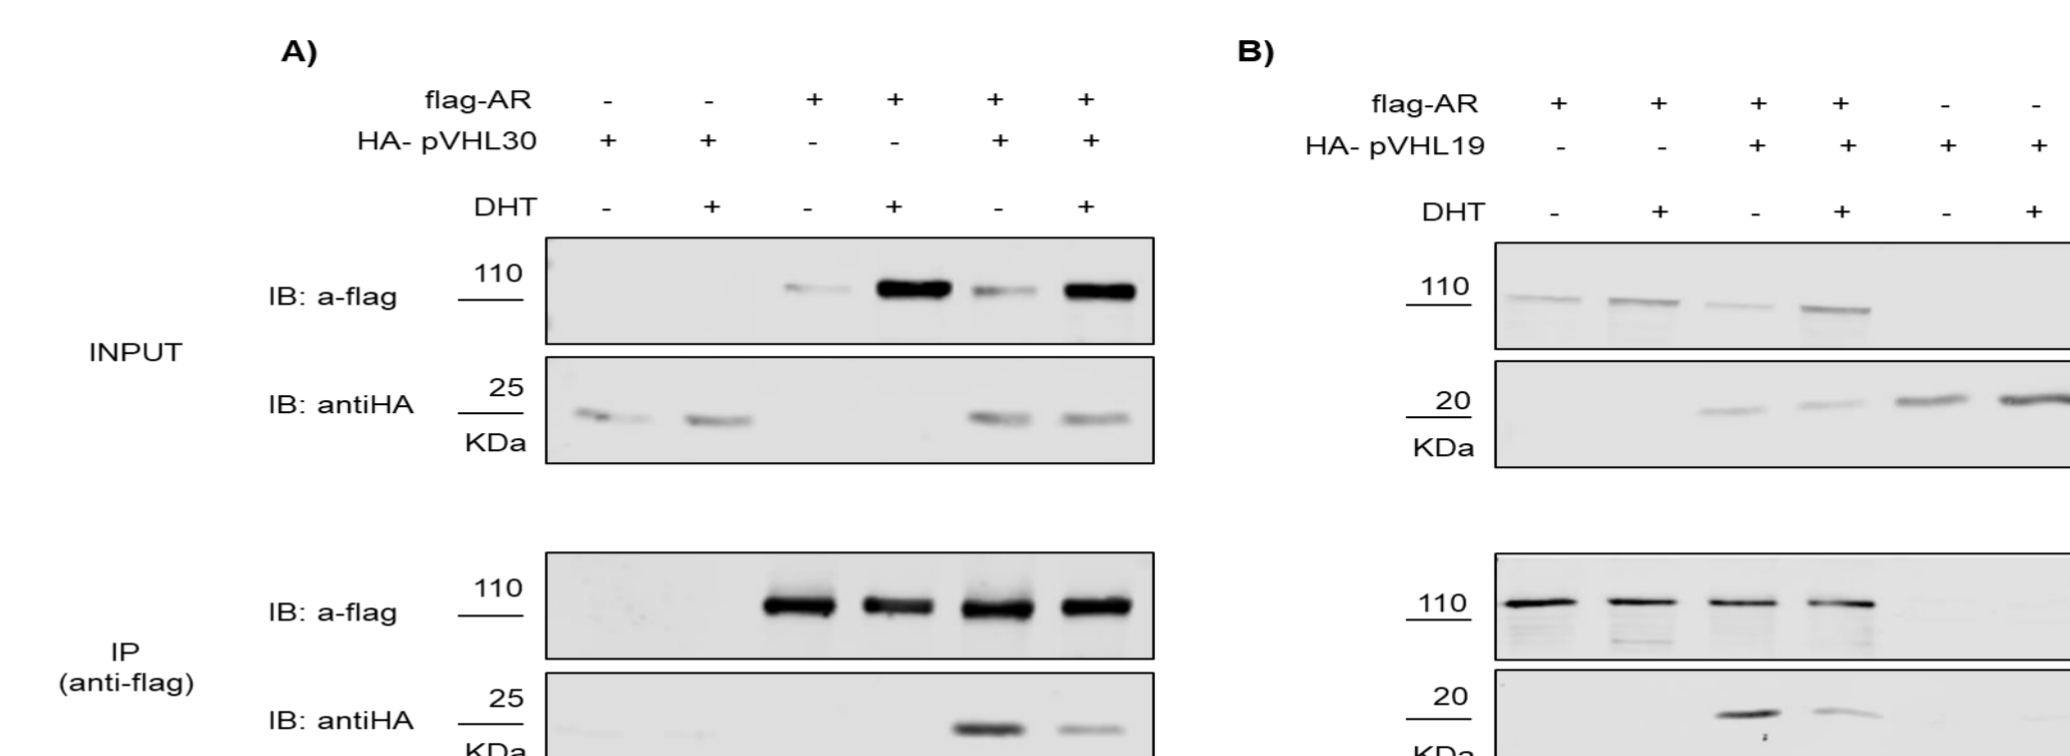 A)
flag-AR - - + + + +
HA- pVHL30 + + - - + +
DHT - + - + - +
INPUT
IB: a-flag 110
IB: antiHA 25
KDa
IP
(anti-flag)
IB: a-flag 110
IB: antiHA 25
KDa
B)
flag-AR + + + + - -
HA- pVHL19 - - + + + +
DHT - + - + - +
110
20
KDa
110
20
KDa